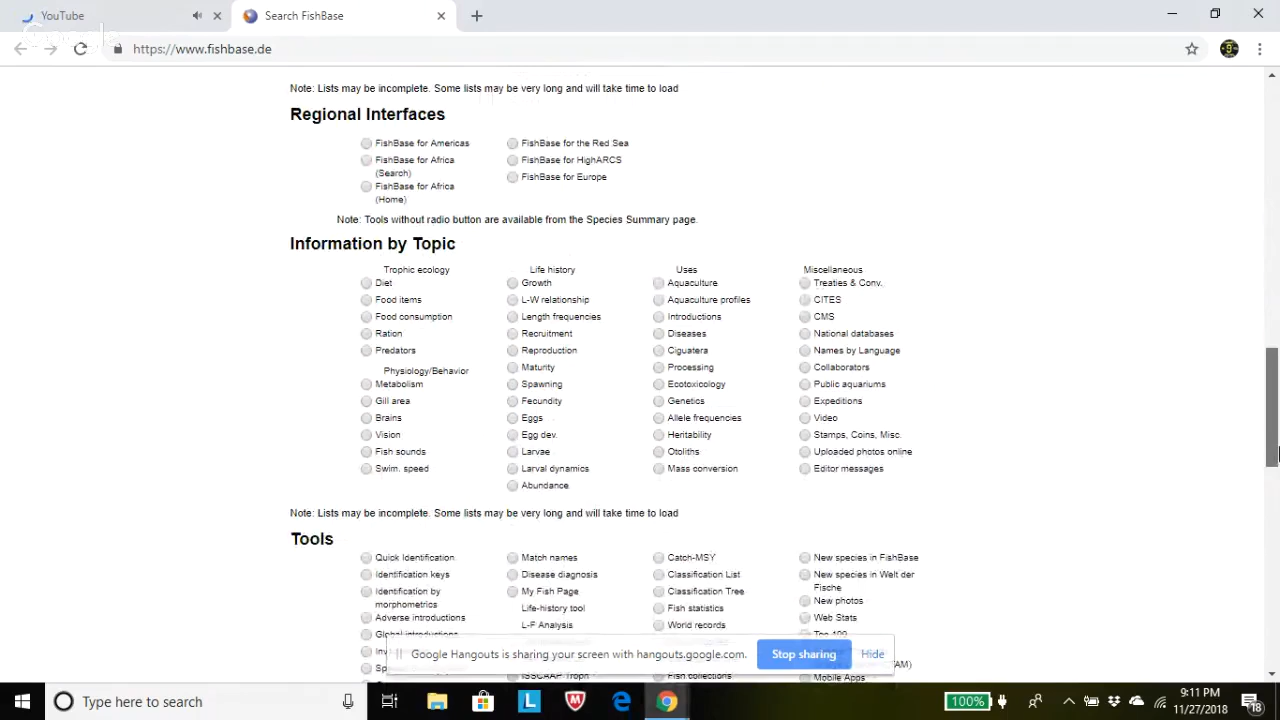 YouTube
Search FishBase
https://www.fishbase.de
Note: Lists may be incomplete. Some lists may be very long and will take time to load
Regional Interfaces
FishBase for Americas
FishBase for the Red Sea
FishBase for Africa (Search)
FishBase for HighARCS
FishBase for Africa (Home)
FishBase for Europe
Note: Tools without radio button are available from the Species Summary page.
Information by Topic
Trophic ecology
Diet
Food items
Food consumption
Ration
Predators
Physiology/Behavior
Metabolism
Gill area
Brains
Vision
Fish sounds
Swim. speed
Life history
Growth
L-W relationship
Length frequencies
Recruitment
Reproduction
Maturity
Spawning
Fecundity
Eggs
Egg dev.
Larvae
Larval dynamics
Abundance
Uses
Aquaculture
Aquaculture profiles
Introductions
Diseases
Ciguatera
Processing
Ecotoxicology
Genetics
Allele frequencies
Heritability
Otoliths
Mass conversion
Miscellaneous
Treaties & Conv.
CITES
CMS
National databases
Names by Language
Collaborators
Public aquariums
Expeditions
Video
Stamps, Coins, Misc.
Uploaded photos online
Editor messages
Note: Lists may be incomplete. Some lists may be very long and will take time to load
Tools
Quick Identification
Identification keys
Identification by
morphometrics
Adverse introductions
Global introductions
Match names
Disease diagnosis
My Fish Page
Life-history tool
L-F Analysis
Catch-MSY
Classification List
Classification Tree
Fish statistics
World records
Fish collections
New species in FishBase
New species in Welt der
Fische
New photos
Web Stats
Top 100
Mobile Apps
Google Hangouts is sharing your screen with hangouts.google.com.
Stop sharing
Hide
Type here to search
100%
9:11 PM
11/27/2018
18